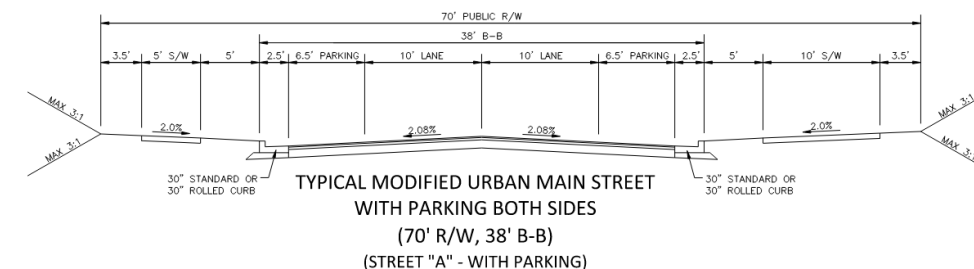 70' PUBLIC R/W
38' B-B
3.5' 5' S/W 5' 2.5' 6.5' PARKING 10' LANE 10' LANE 6.5' PARKING 2.5' 5' 10' S/W 3.5'
MAX 3:1 2.0% 2.08% 2.08% 2.0% MAX 3:1
MAX 3:1 MAX 3:1
30" STANDARD OR
30" ROLLED CURB
30" STANDARD OR
30" ROLLED CURB
TYPICAL MODIFIED URBAN MAIN STREET
WITH PARKING BOTH SIDES
(70' R/W, 38' B-B)
(STREET "A" - WITH PARKING)